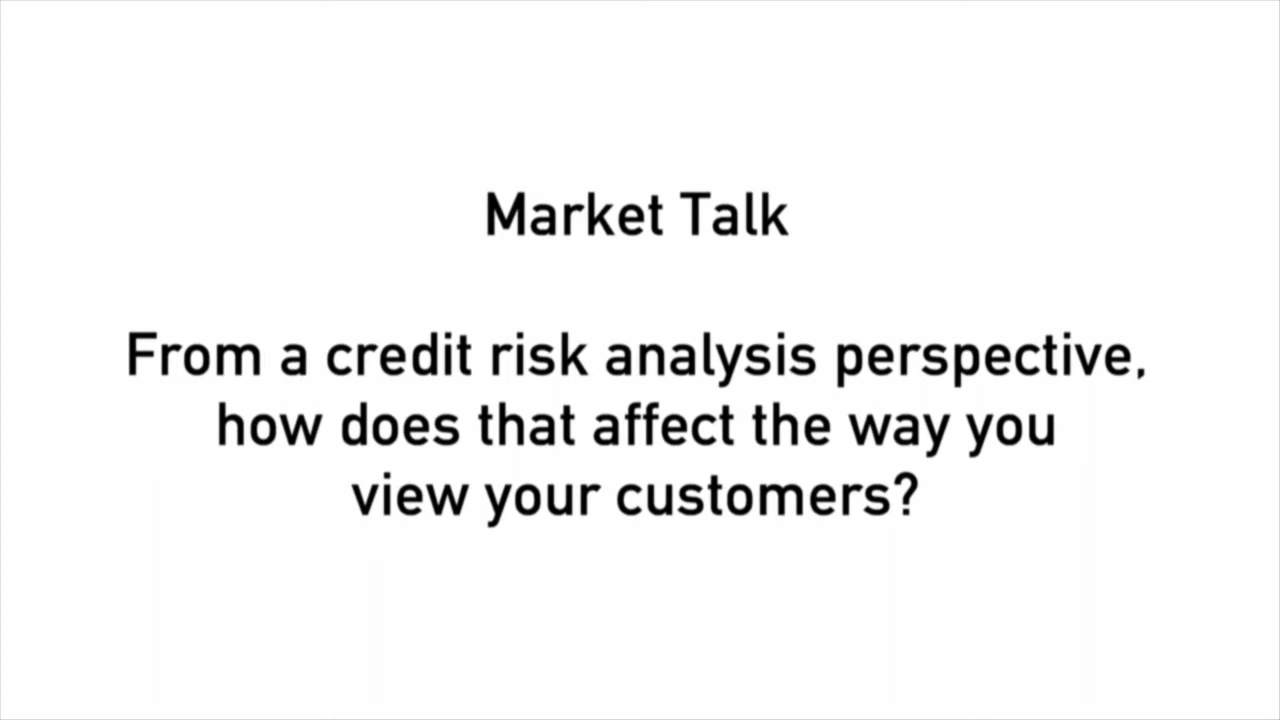 Market Talk
From a credit risk analysis perspective,
how does that affect the way you
view your customers?